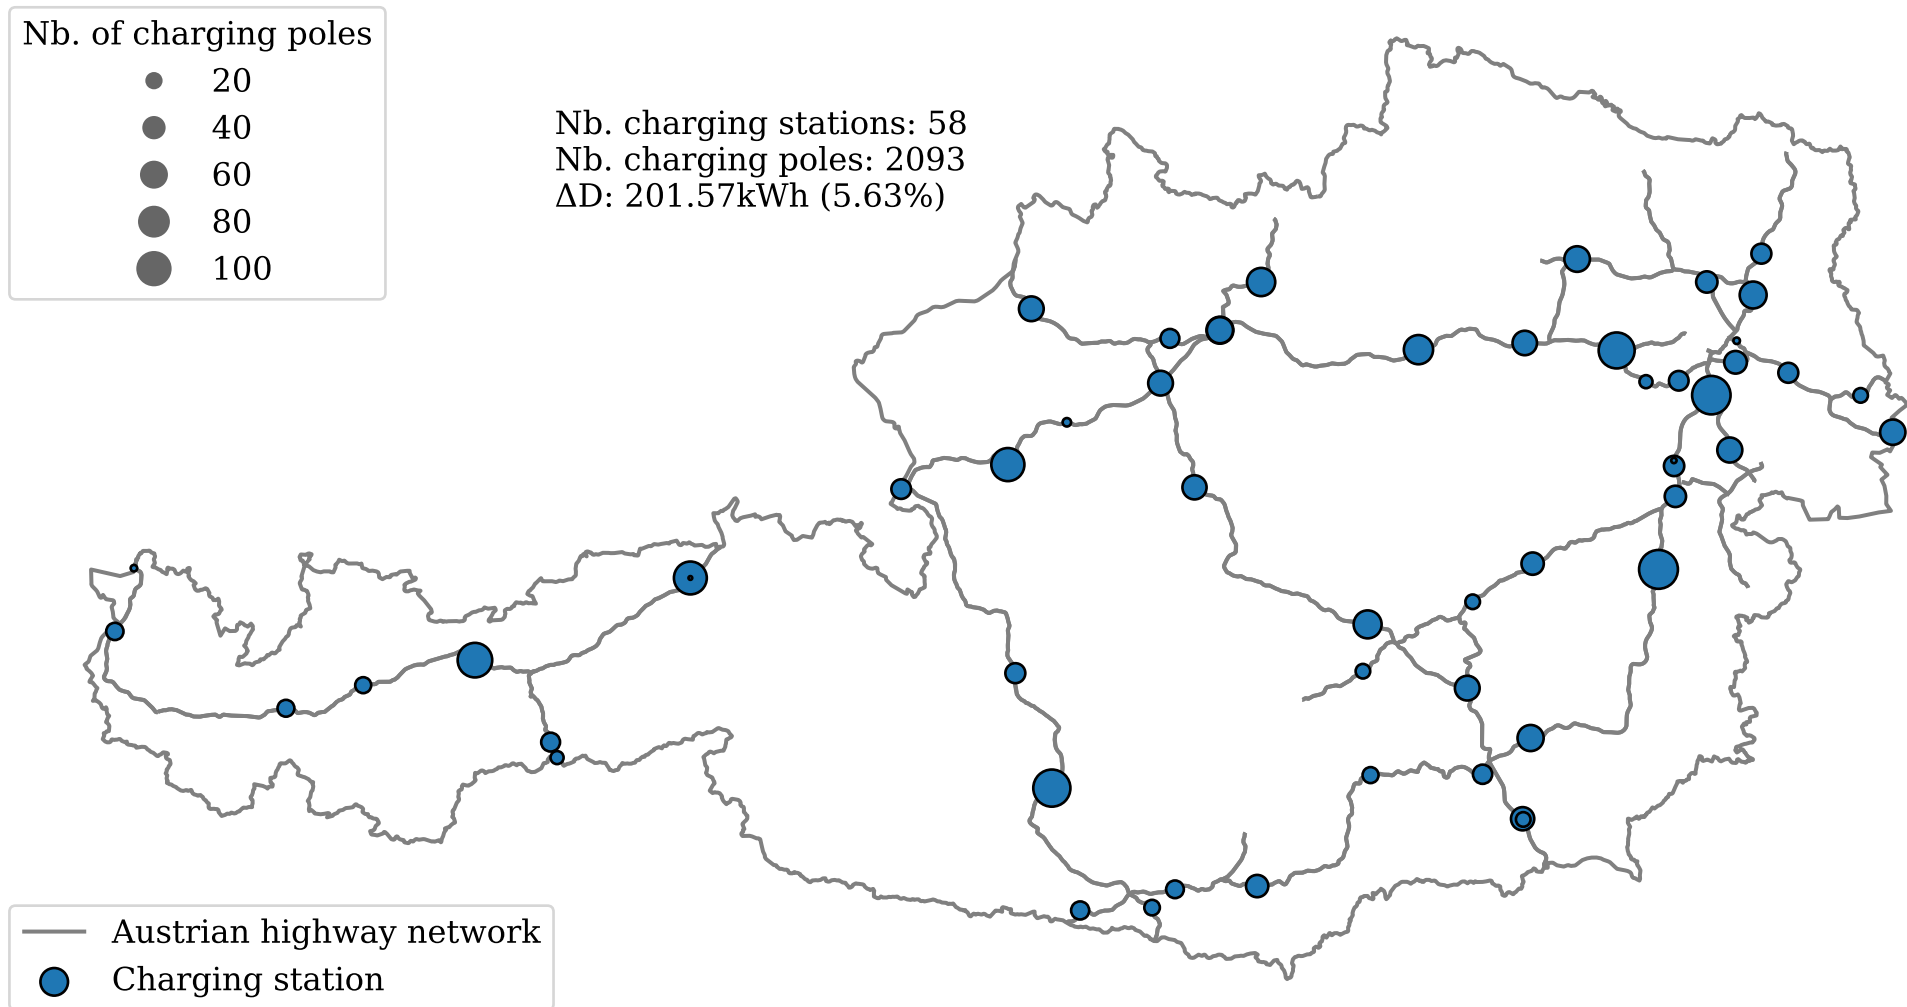 Nb. of charging poles
20
40
60
80
100
Nb. charging stations: 58
Nb. charging poles: 2093
ΔD: 201.57kWh (5.63%)
Austrian highway network
Charging station